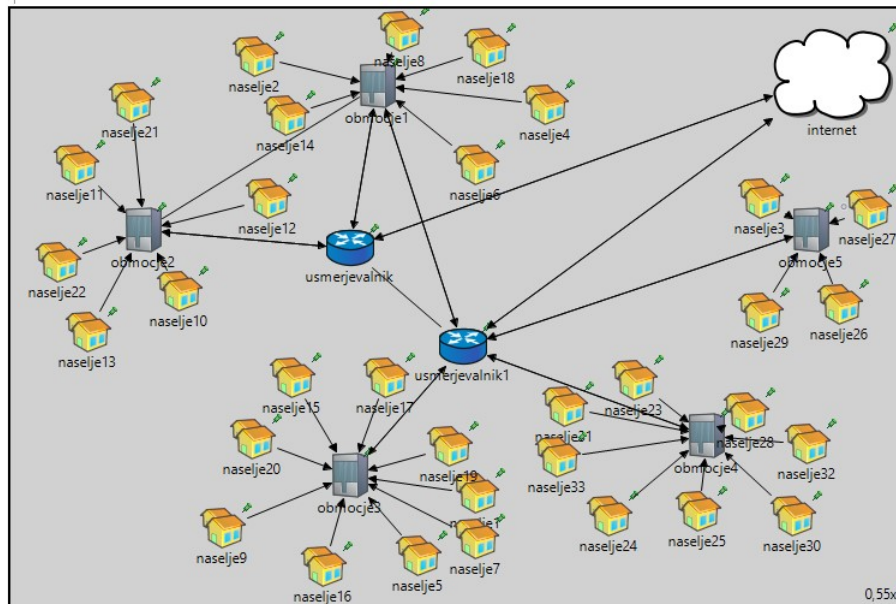 naselje8
naselje2
naselje18
naselje21
obmocje1
naselje4
internet
naselje14
naselje11
naselje6
naselje12
naselje3
naselje27
obmocje2
usmerjevalnik
obmocje5
naselje22
naselje10
naselje13
naselje29
naselje26
usmerjevalnik1
naselje15
naselje17
naselje23
naselje31
naselje28
naselje20
naselje19
obmocje4
naselje32
naselje33
obmocje3
naselje1
naselje9
naselje24
naselje25
naselje30
naselje16
naselje5
naselje7
0,55x